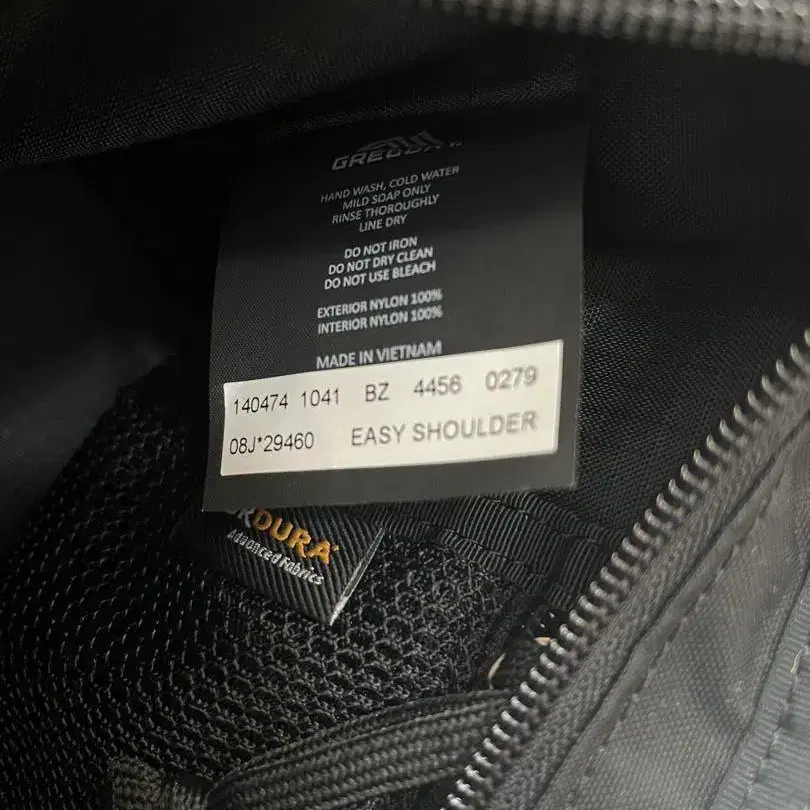 GREGORY
HAND WASH, COLD WATER
MILD SOAP ONLY
RINSE THOROUGHLY
LINE DRY
DO NOT IRON
DO NOT DRY CLEAN
DO NOT USE BLEACH
EXTERIOR NYLON 100%
INTERIOR NYLON 100%
MADE IN VIETNAM
140474 1041 BZ 4456 0279
08J*29460 EASY SHOULDER
CORDURA
Advanced Fabrics